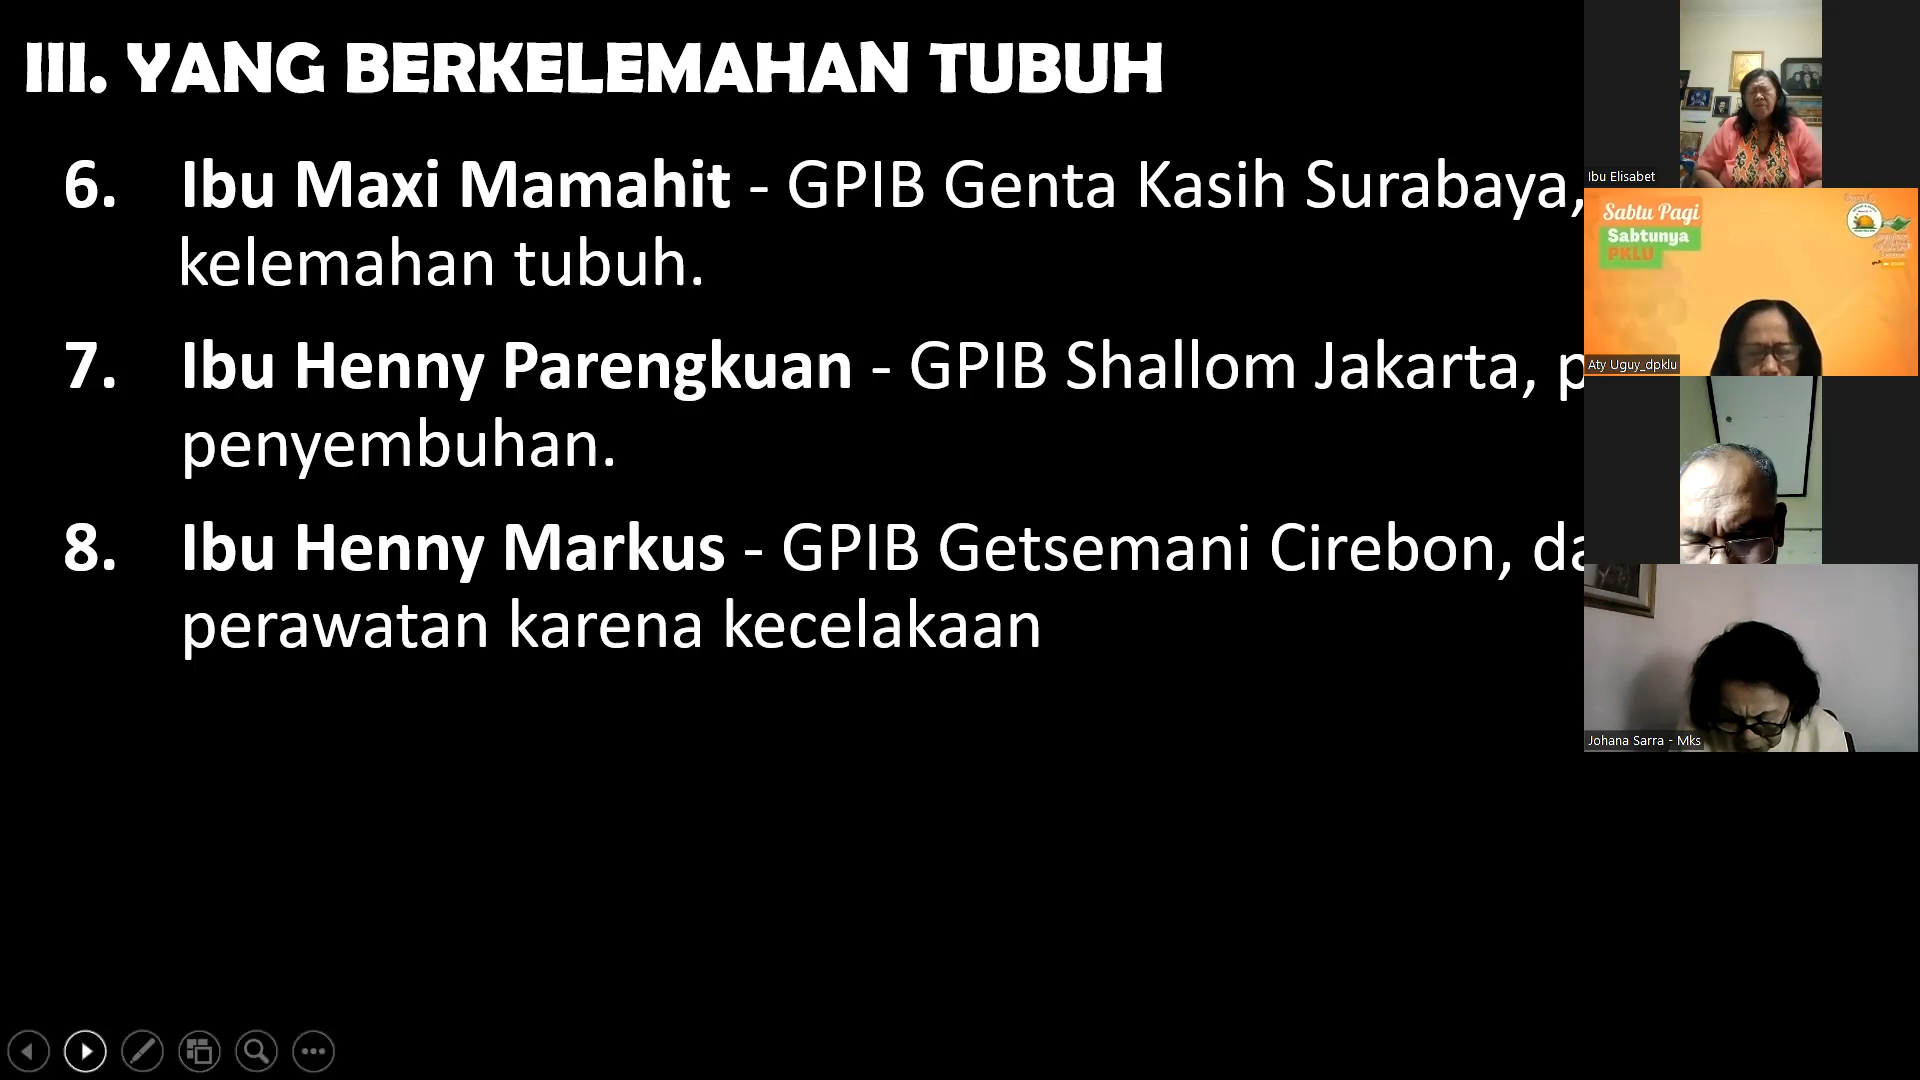 III. YANG BERKELEMAHAN TUBUH
6. Ibu Maxi Mamahit - GPIB Genta Kasih Surabaya,
kelemahan tubuh.
7. Ibu Henny Parengkuan - GPIB Shallom Jakarta, p
penyembuhan.
8. Ibu Henny Markus - GPIB Getsemani Cirebon, da
perawatan karena kecelakaan
Ibu Elisabet
Sabtu Pagi
Sabtunya
PKLU
Aty Uguy_dpklu
Johana Sarra - Mks